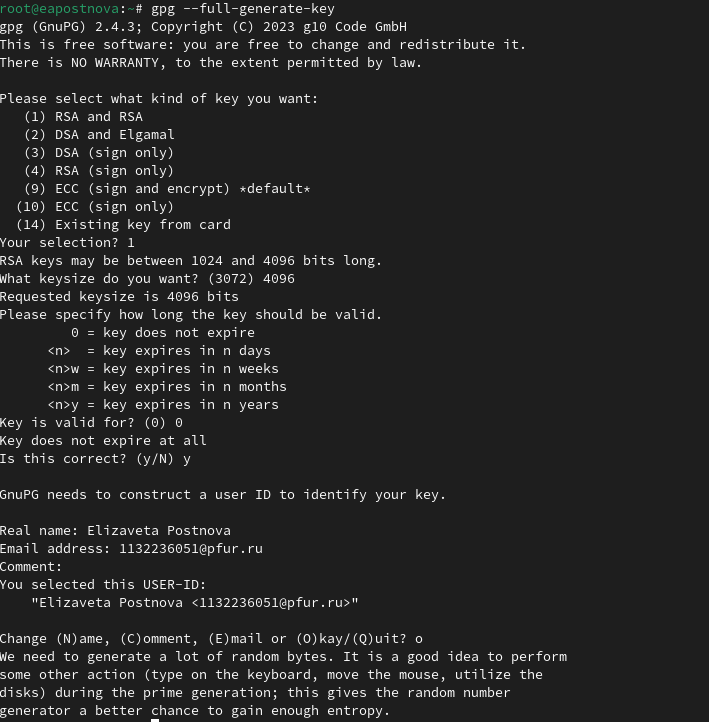 root@eapostnova:~# gpg --full-generate-key
gpg (GnuPG) 2.4.3; Copyright (C) 2023 g10 Code GmbH
This is free software: you are free to change and redistribute it.
There is NO WARRANTY, to the extent permitted by law.

Please select what kind of key you want:
   (1) RSA and RSA
   (2) DSA and Elgamal
   (3) DSA (sign only)
   (4) RSA (sign only)
   (9) ECC (sign and encrypt) *default*
  (10) ECC (sign only)
  (14) Existing key from card
Your selection? 1
RSA keys may be between 1024 and 4096 bits long.
What keysize do you want? (3072) 4096
Requested keysize is 4096 bits
Please specify how long the key should be valid.
         0 = key does not expire
      <n>  = key expires in n days
      <n>w = key expires in n weeks
      <n>m = key expires in n months
      <n>y = key expires in n years
Key is valid for? (0) 0
Key does not expire at all
Is this correct? (y/N) y

GnuPG needs to construct a user ID to identify your key.

Real name: Elizaveta Postnova
Email address: 1132236051@pfur.ru
Comment:
You selected this USER-ID:
    "Elizaveta Postnova <1132236051@pfur.ru>"

Change (N)ame, (C)omment, (E)mail or (O)kay/(Q)uit? o
We need to generate a lot of random bytes. It is a good idea to perform
some other action (type on the keyboard, move the mouse, utilize the
disks) during the prime generation; this gives the random number
generator a better chance to gain enough entropy.